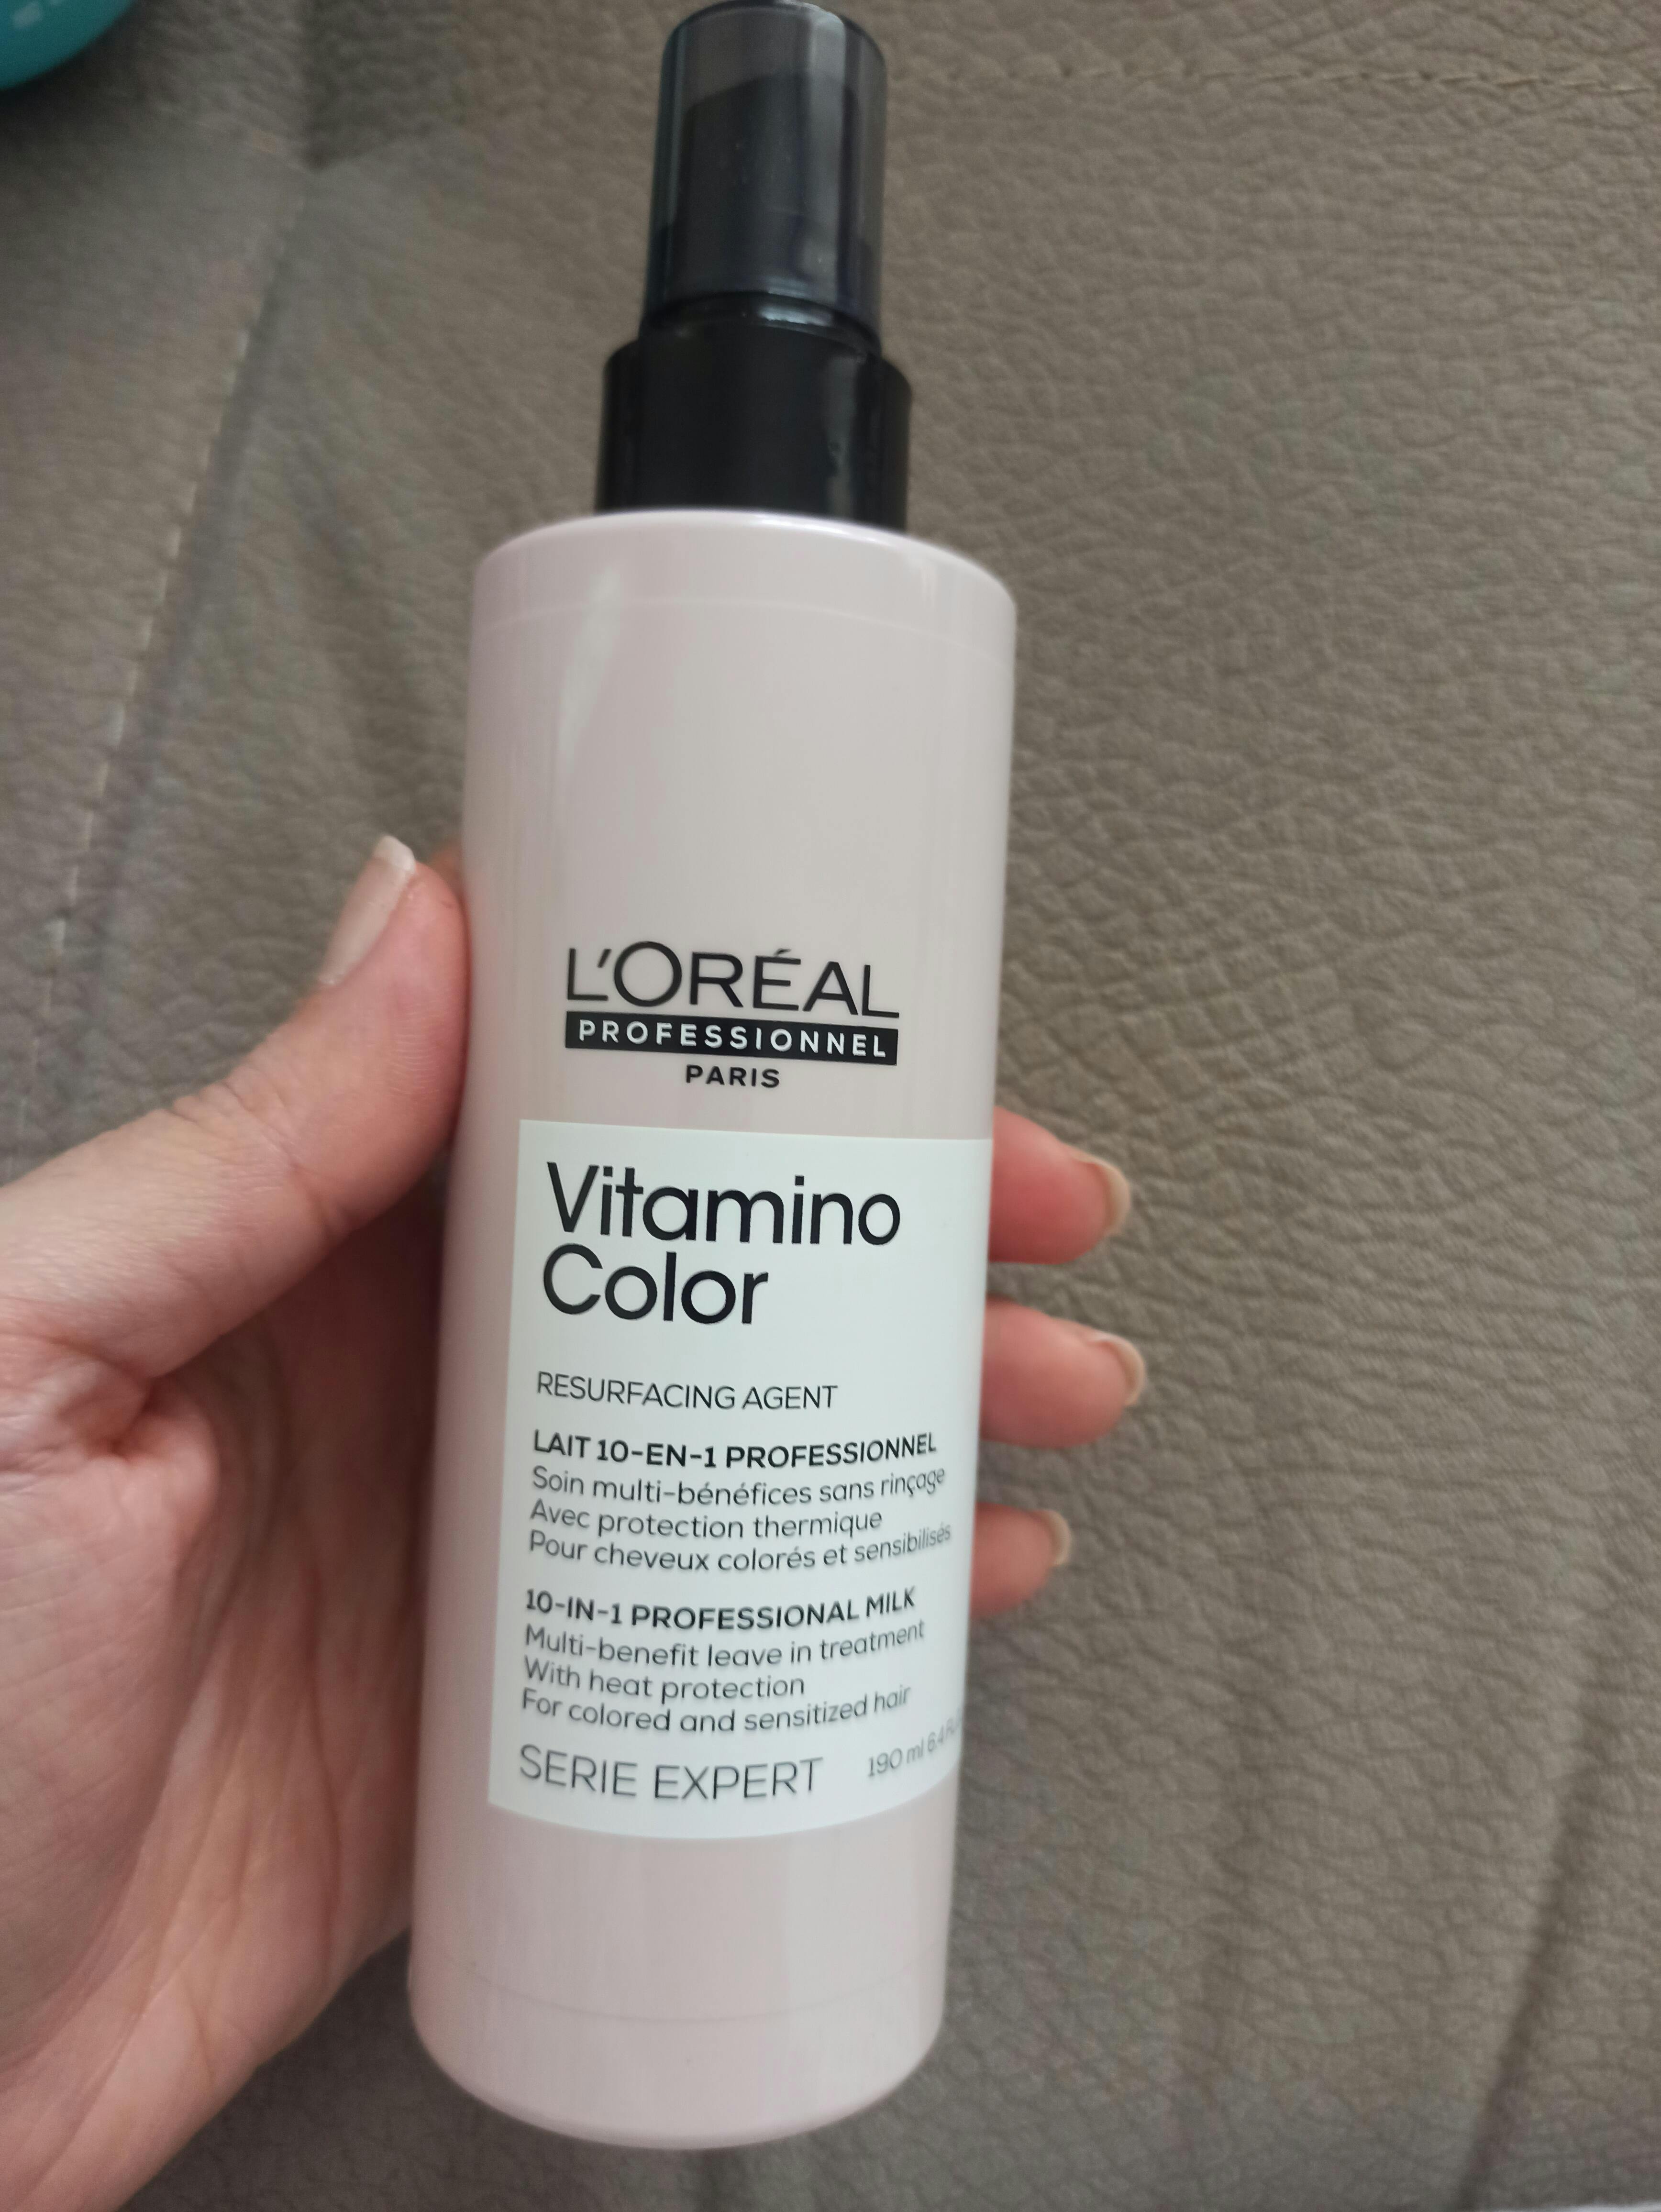 L'ORÉAL
PROFESSIONNEL
PARIS
Vitamino
Color
RESURFACING AGENT
LAIT 10-EN-1 PROFESSIONNEL
Soin multi-bénéfices sans rinçage
Avec protection thermique
Pour cheveux colorés et sensibilisés
10-IN-1 PROFESSIONAL MILK
Multi-benefit leave in treatment
With heat protection
For colored and sensitized hair
SERIE EXPERT 190 ml 6.4